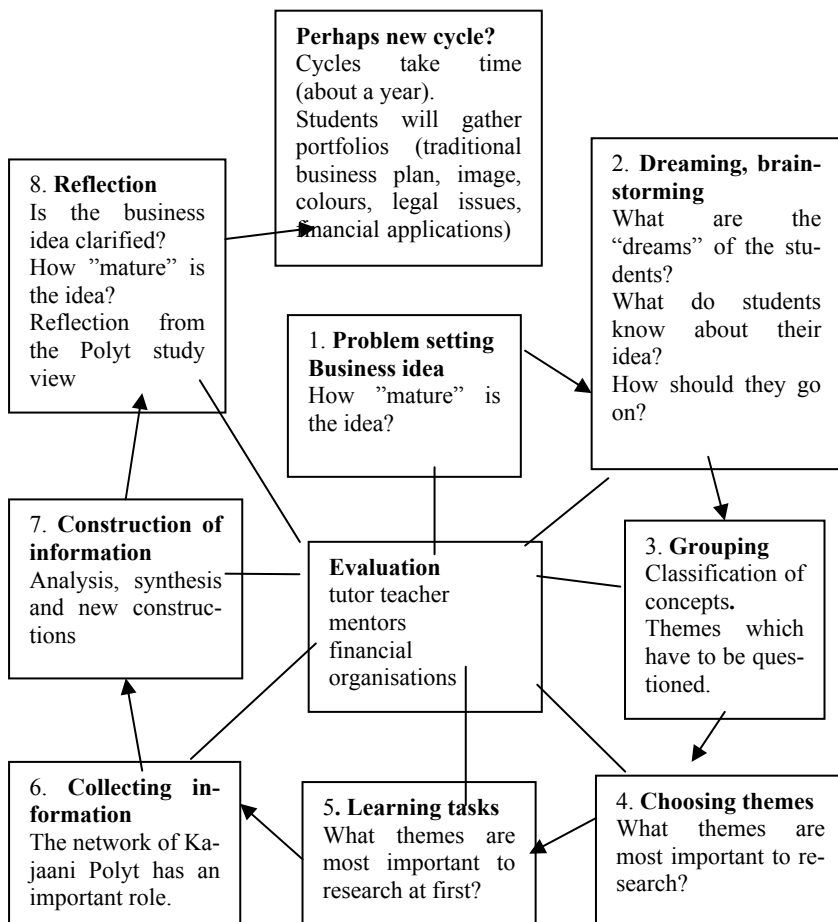 Perhaps new cycle?
Cycles take time
(about a year).
Students will gather
portfolios (traditional
business plan, image,
colours, legal issues,
financial applications)
8. Reflection
Is the business
idea clarified?
How ”mature” is
the idea?
Reflection from
the Polyt study
view
2. Dreaming, brain-
storming
What are the
“dreams” of the stu-
dents?
What do students
know about their
idea?
How should they go
on?
1. Problem setting
Business idea
How ”mature” is
the idea?
7. Construction of
information
Analysis, synthesis
and new construc-
tions
Evaluation
tutor teacher
mentors
financial
organisations
3. Grouping
Classification of
concepts.
Themes which
have to be ques-
tioned.
6. Collecting in-
formation
The network of Ka-
jaani Polyt has an
important role.
5. Learning tasks
What themes are
most important to
research at first?
4. Choosing themes
What themes are
most important to re-
search?